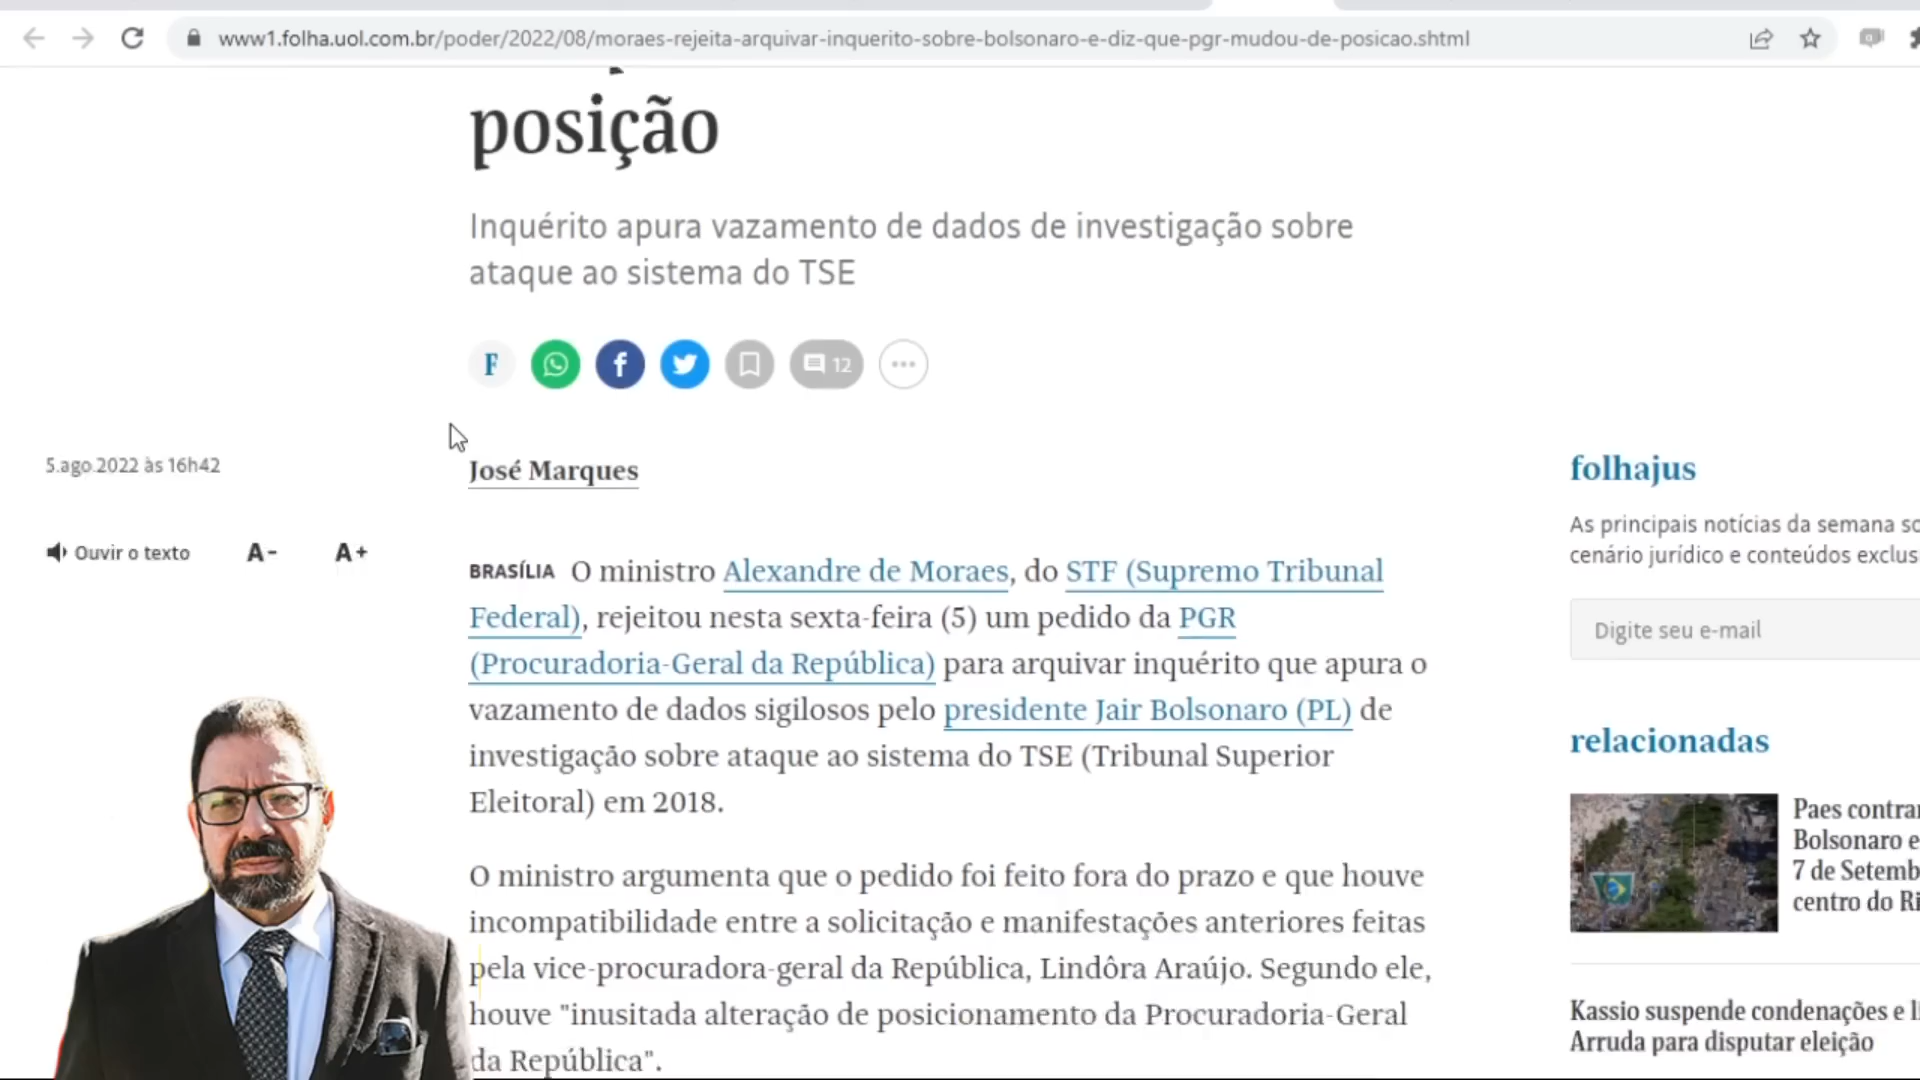 www1.folha.uol.com.br/poder/2022/08/moraes-rejeita-arquivar-inquerito-sobre-bolsonaro-e-diz-que-pgr-mudou-de-posicao.shtml
posição
Inquérito apura vazamento de dados de investigação sobre
ataque ao sistema do TSE
F
12
5.ago.2022 às 16h42
José Marques
Ouvir o texto A- A+
BRASÍLIA O ministro Alexandre de Moraes, do STF (Supremo Tribunal
Federal), rejeitou nesta sexta-feira (5) um pedido da PGR
(Procuradoria-Geral da República) para arquivar inquérito que apura o
vazamento de dados sigilosos pelo presidente Jair Bolsonaro (PL) de
investigação sobre ataque ao sistema do TSE (Tribunal Superior
Eleitoral) em 2018.
O ministro argumenta que o pedido foi feito fora do prazo e que houve
incompatibilidade entre a solicitação e manifestações anteriores feitas
pela vice-procuradora-geral da República, Lindôra Araújo. Segundo ele,
houve "inusitada alteração de posicionamento da Procuradoria-Geral
da República".
folhajus
As principais notícias da semana
cenário jurídico e conteúdos
Digite seu e-mail
relacionadas
Paes
Bolsonaro e
7 de
centro do
Kassio suspende condenações e
Arruda para disputar eleição